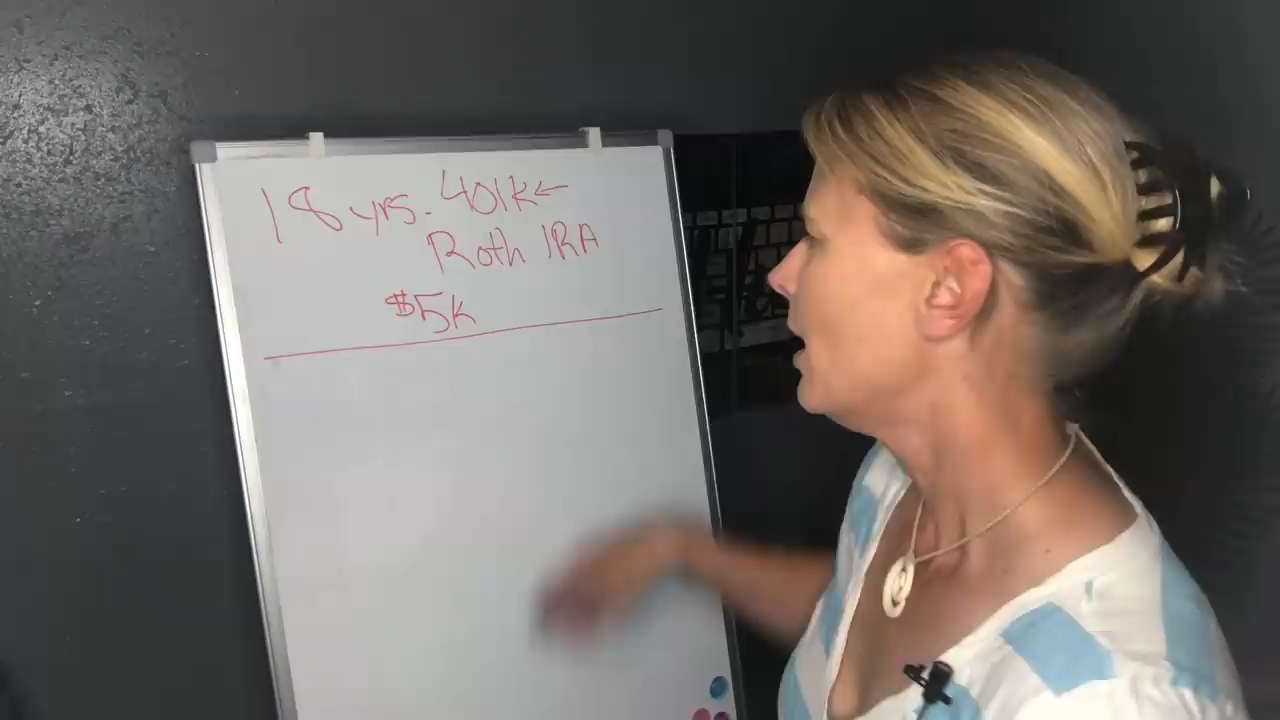 18 yrs. 401k←
Roth IRA
$5k